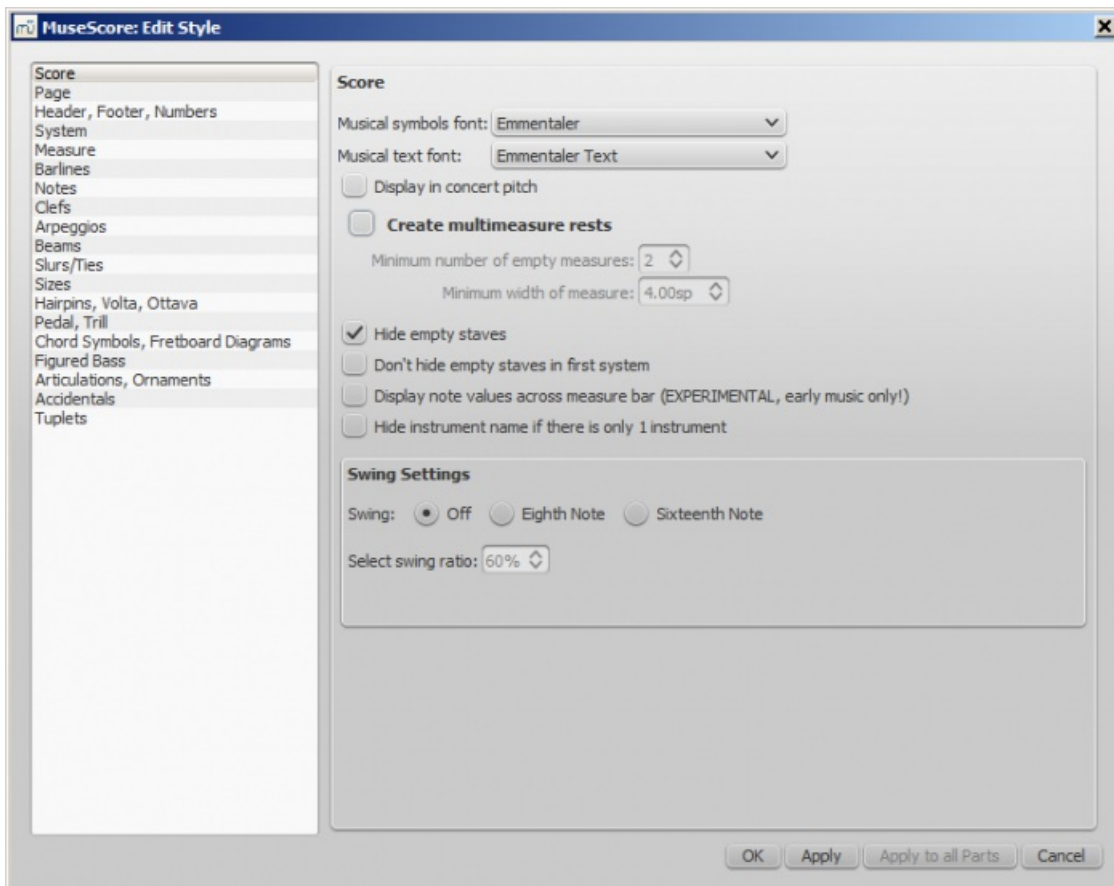 MuseScore: Edit Style
Score
Page
Header, Footer, Numbers
System
Measure
Barlines
Notes
Clefs
Arpeggios
Beams
Slurs/Ties
Sizes
Hairpins, Volta, Ottava
Pedal, Trill
Chord Symbols, Fretboard Diagrams
Figured Bass
Articulations, Ornaments
Accidentals
Tuplets
Score
Musical symbols font: Emmentaler
Musical text font: Emmentaler Text
Display in concert pitch
Create multimeasure rests
Minimum number of empty measures: 2
Minimum width of measure: 4.00sp
Hide empty staves
Don't hide empty staves in first system
Display note values across measure bar (EXPERIMENTAL, early music only!)
Hide instrument name if there is only 1 instrument
Swing Settings
Swing: Off Eighth Note Sixteenth Note
Select swing ratio: 60%
OK Apply Apply to all Parts Cancel